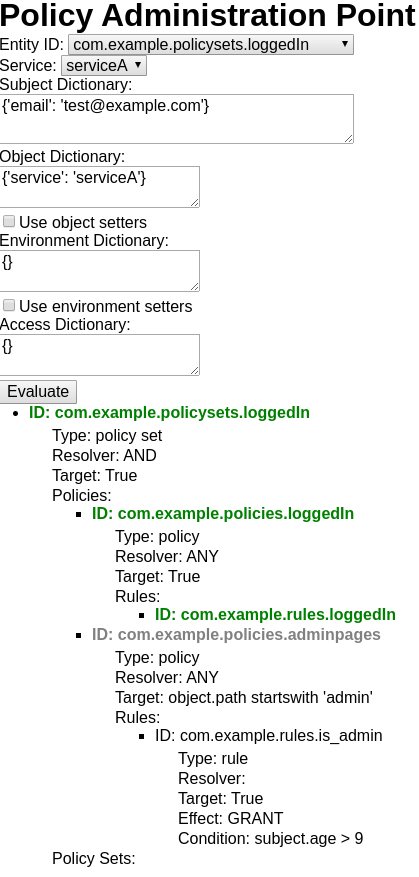 Policy Administration Point
Entity ID: com.example.policysets.loggedIn
Service: serviceA
Subject Dictionary:
{'email': 'test@example.com'}
Object Dictionary:
{'service': 'serviceA'}
Use object setters
Environment Dictionary:
{}
Use environment setters
Access Dictionary:
{}
Evaluate
ID: com.example.policysets.loggedIn
Type: policy set
Resolver: AND
Target: True
Policies:
ID: com.example.policies.loggedIn
Type: policy
Resolver: ANY
Target: True
Rules:
ID: com.example.rules.loggedIn
ID: com.example.policies.adminpages
Type: policy
Resolver: ANY
Target: object.path startswith 'admin'
Rules:
ID: com.example.rules.is_admin
Type: rule
Resolver:
Target: True
Effect: GRANT
Condition: subject.age > 9
Policy Sets: